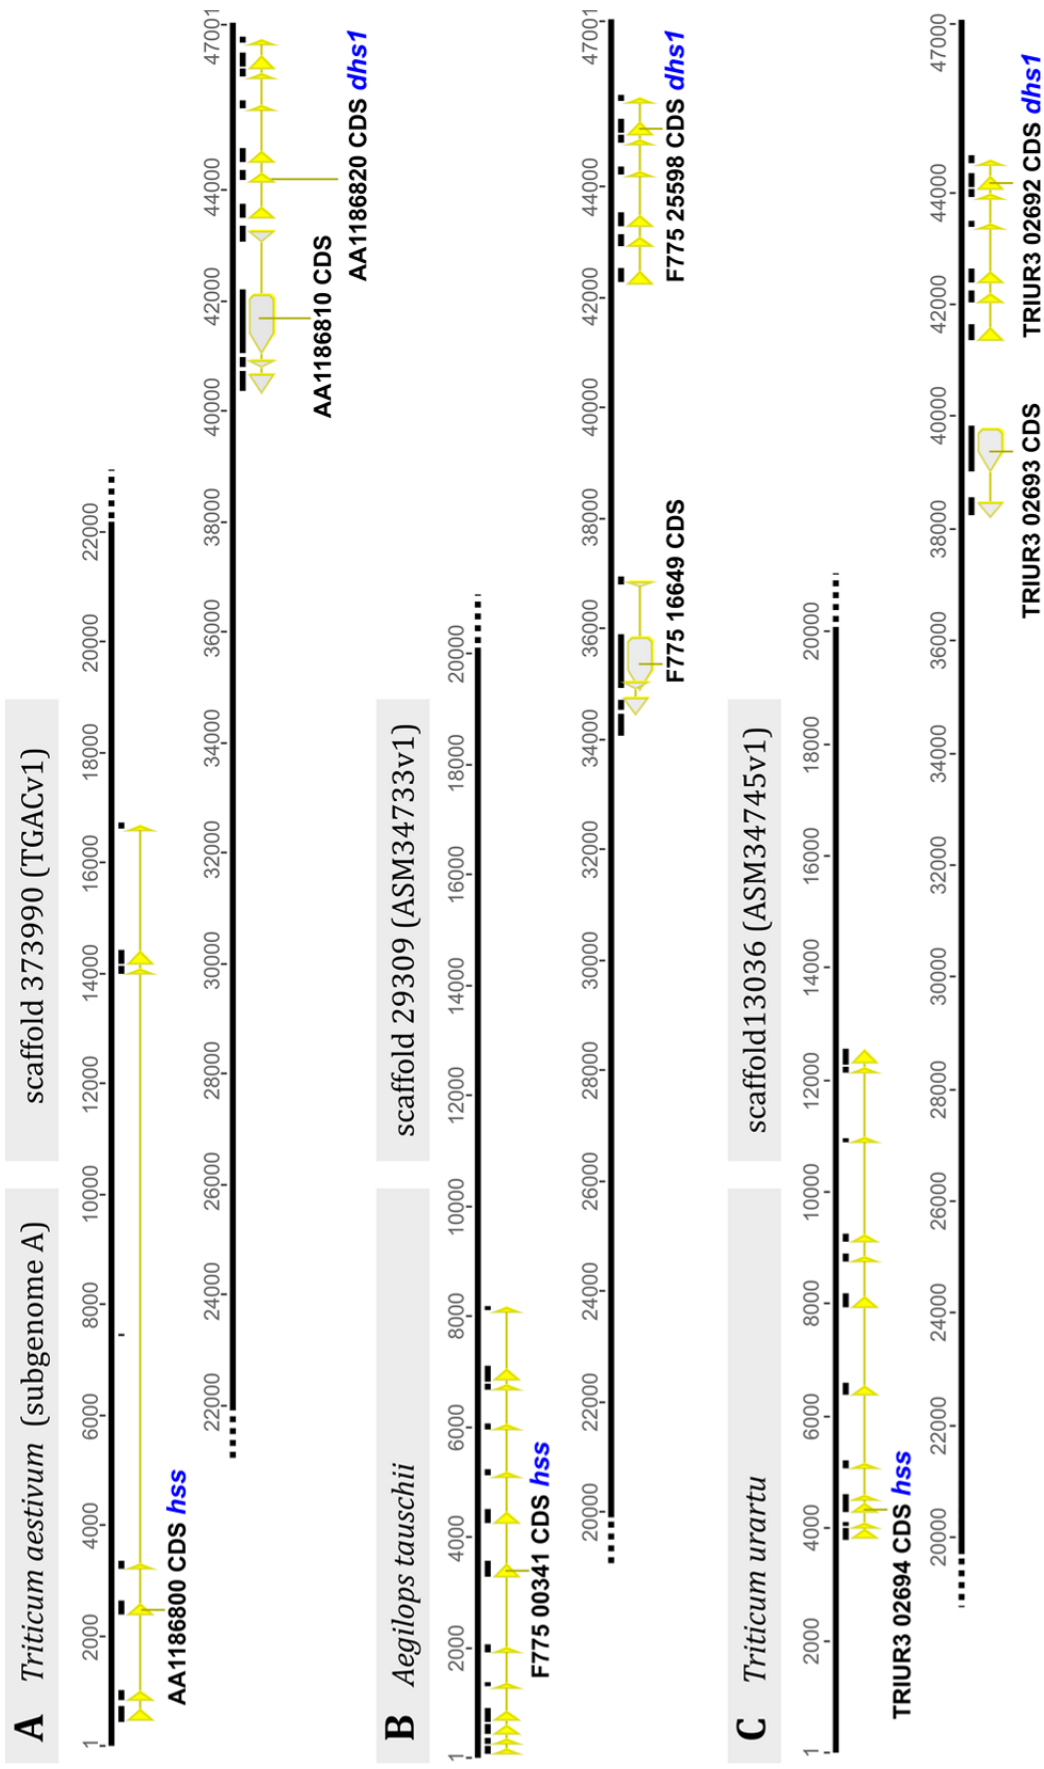 A Triticum aestivum (subgenome A) scaffold 373990 (TGACv1)
1 2000 4000 6000 8000 10000 12000 14000 16000 18000 20000 22000
AA1186800 CDS hss
22000 24000 26000 28000 30000 32000 34000 36000 38000 40000 42000 44000 47001
AA1186810 CDS
AA1186820 CDS dhs1
B Aegilops tauschii scaffold 29309 (ASM34733v1)
1 2000 4000 6000 8000 10000 12000 14000 16000 18000 20000
F775 00341 CDS hss
20000 22000 24000 26000 28000 30000 32000 34000 36000 38000 40000 42000 44000 47001
F775 16649 CDS F775 25598 CDS dhs1
C Triticum urartu scaffold13036 (ASM34745v1)
1 2000 4000 6000 8000 10000 12000 14000 16000 18000 20000
TRIUR3 02694 CDS hss
20000 22000 24000 26000 28000 30000 32000 34000 36000 38000 40000 42000 44000 47000
TRIUR3 02693 CDS TRIUR3 02692 CDS dhs1